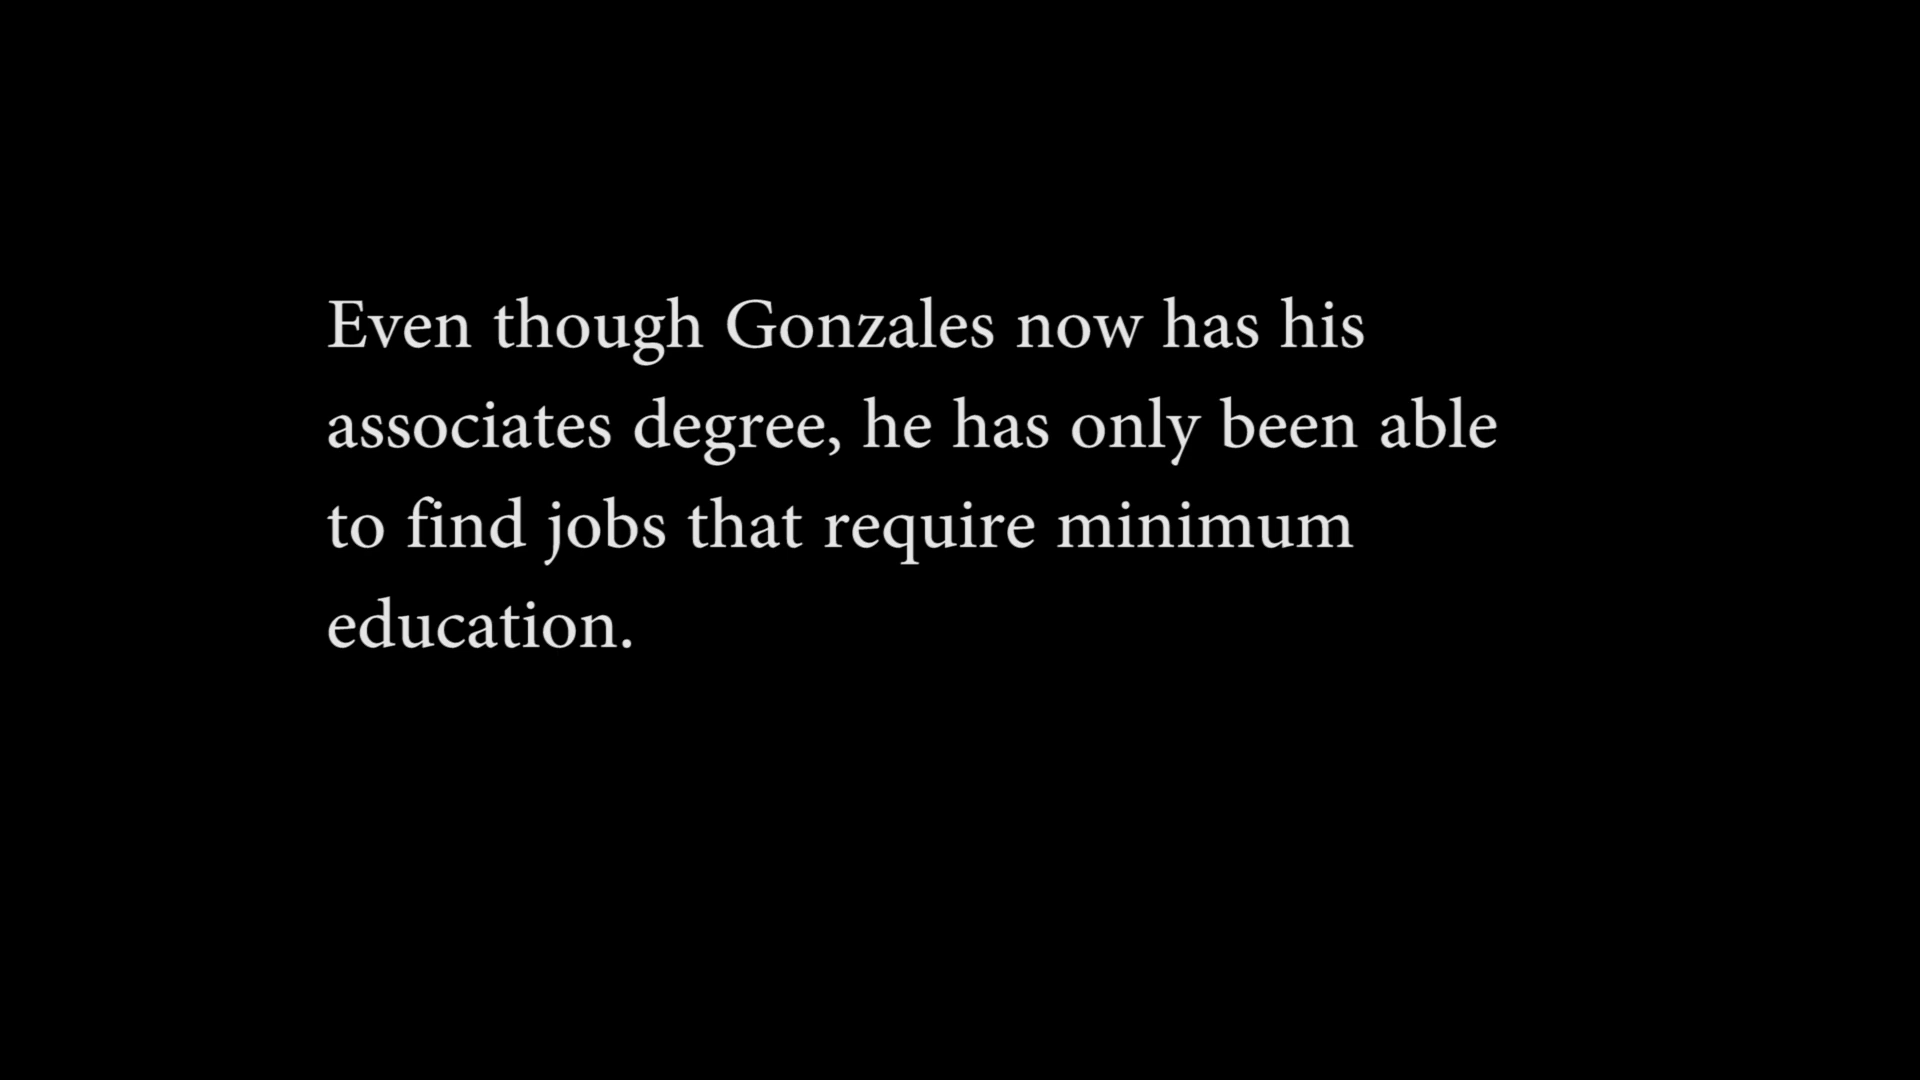 Even though Gonzales now has his
associates degree, he has only been able
to find jobs that require minimum
education.